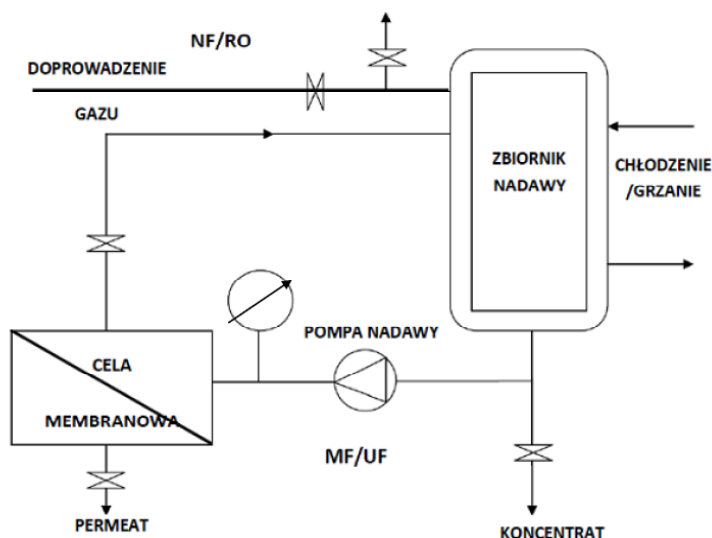 NF/RO
DOPROWADZENIE
GAZU
ZBIORNIK
NADAWY
CHŁODZENIE
/GRZANIE
POMPA NADAWY
CELA
MEMBRANOWA
MF/UF
PERMEAT
KONCENTRAT